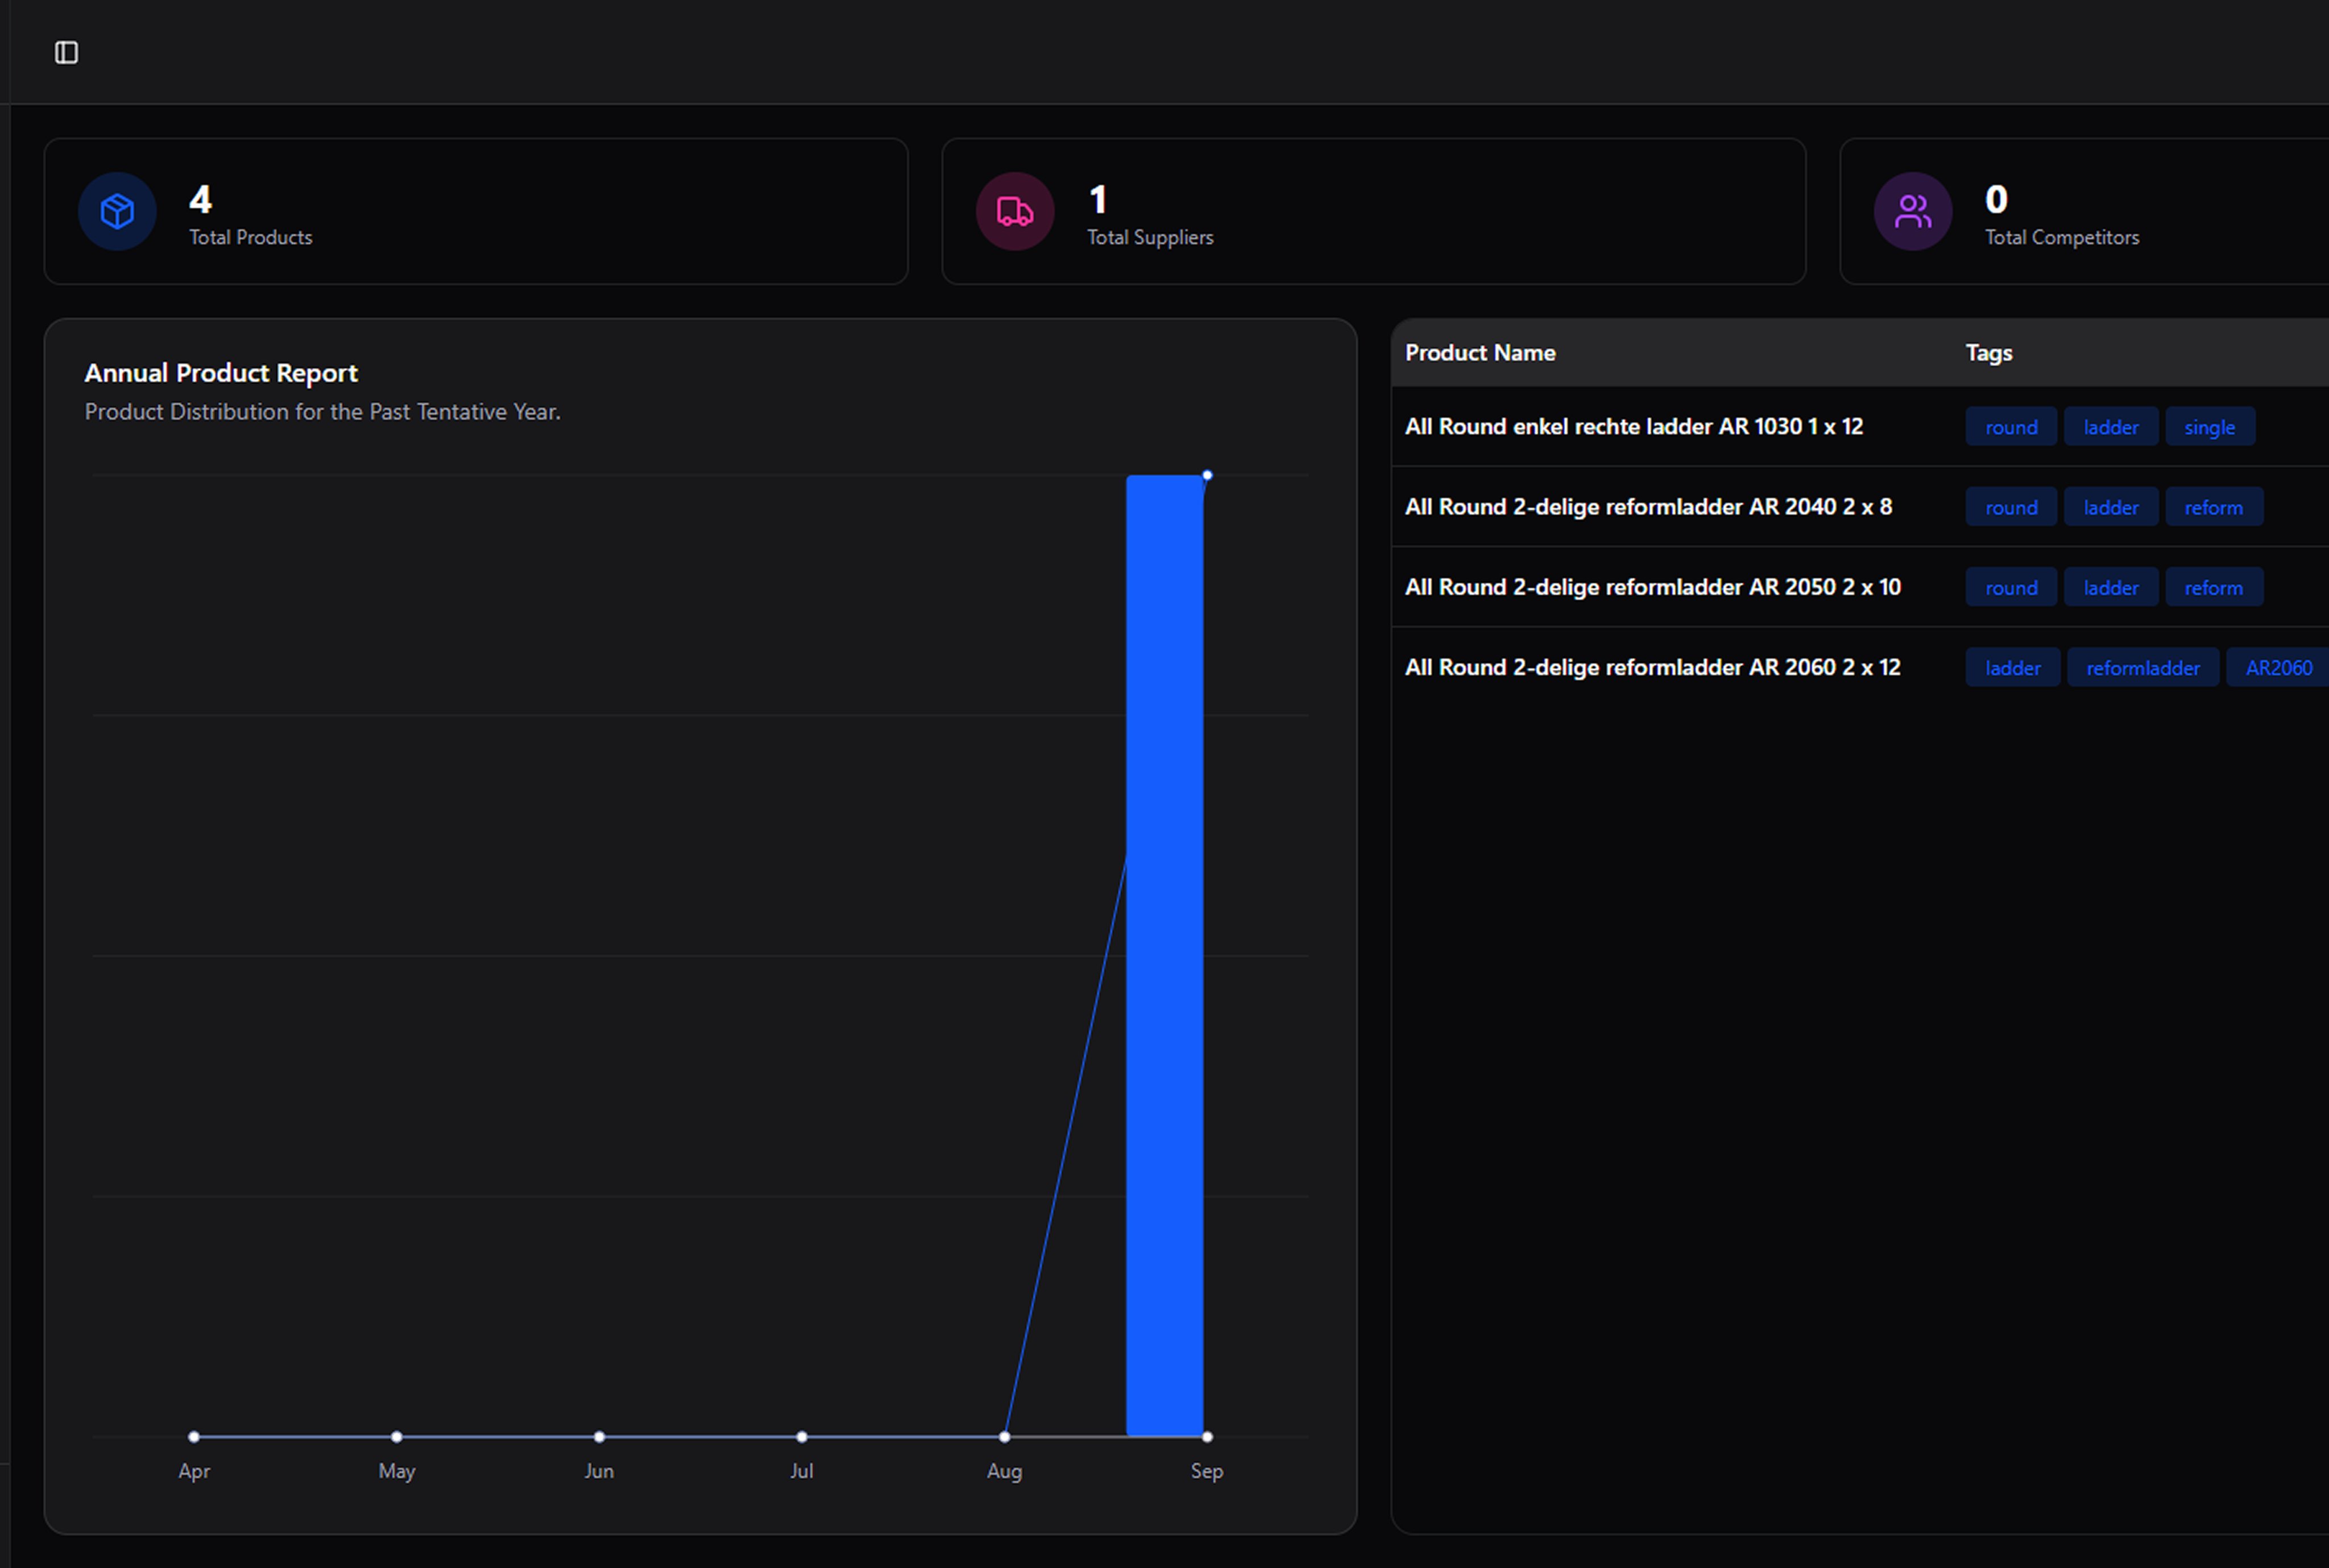 4
Total Products
1
Total Suppliers
0
Total Competitors
Annual Product Report
Product Distribution for the Past Tentative Year.
Apr May Jun Jul Aug Sep
Product Name Tags
All Round enkel rechte ladder AR 1030 1 x 12 round ladder single
All Round 2-delige reformladder AR 2040 2 x 8 round ladder reform
All Round 2-delige reformladder AR 2050 2 x 10 round ladder reform
All Round 2-delige reformladder AR 2060 2 x 12 ladder reformladder AR2060